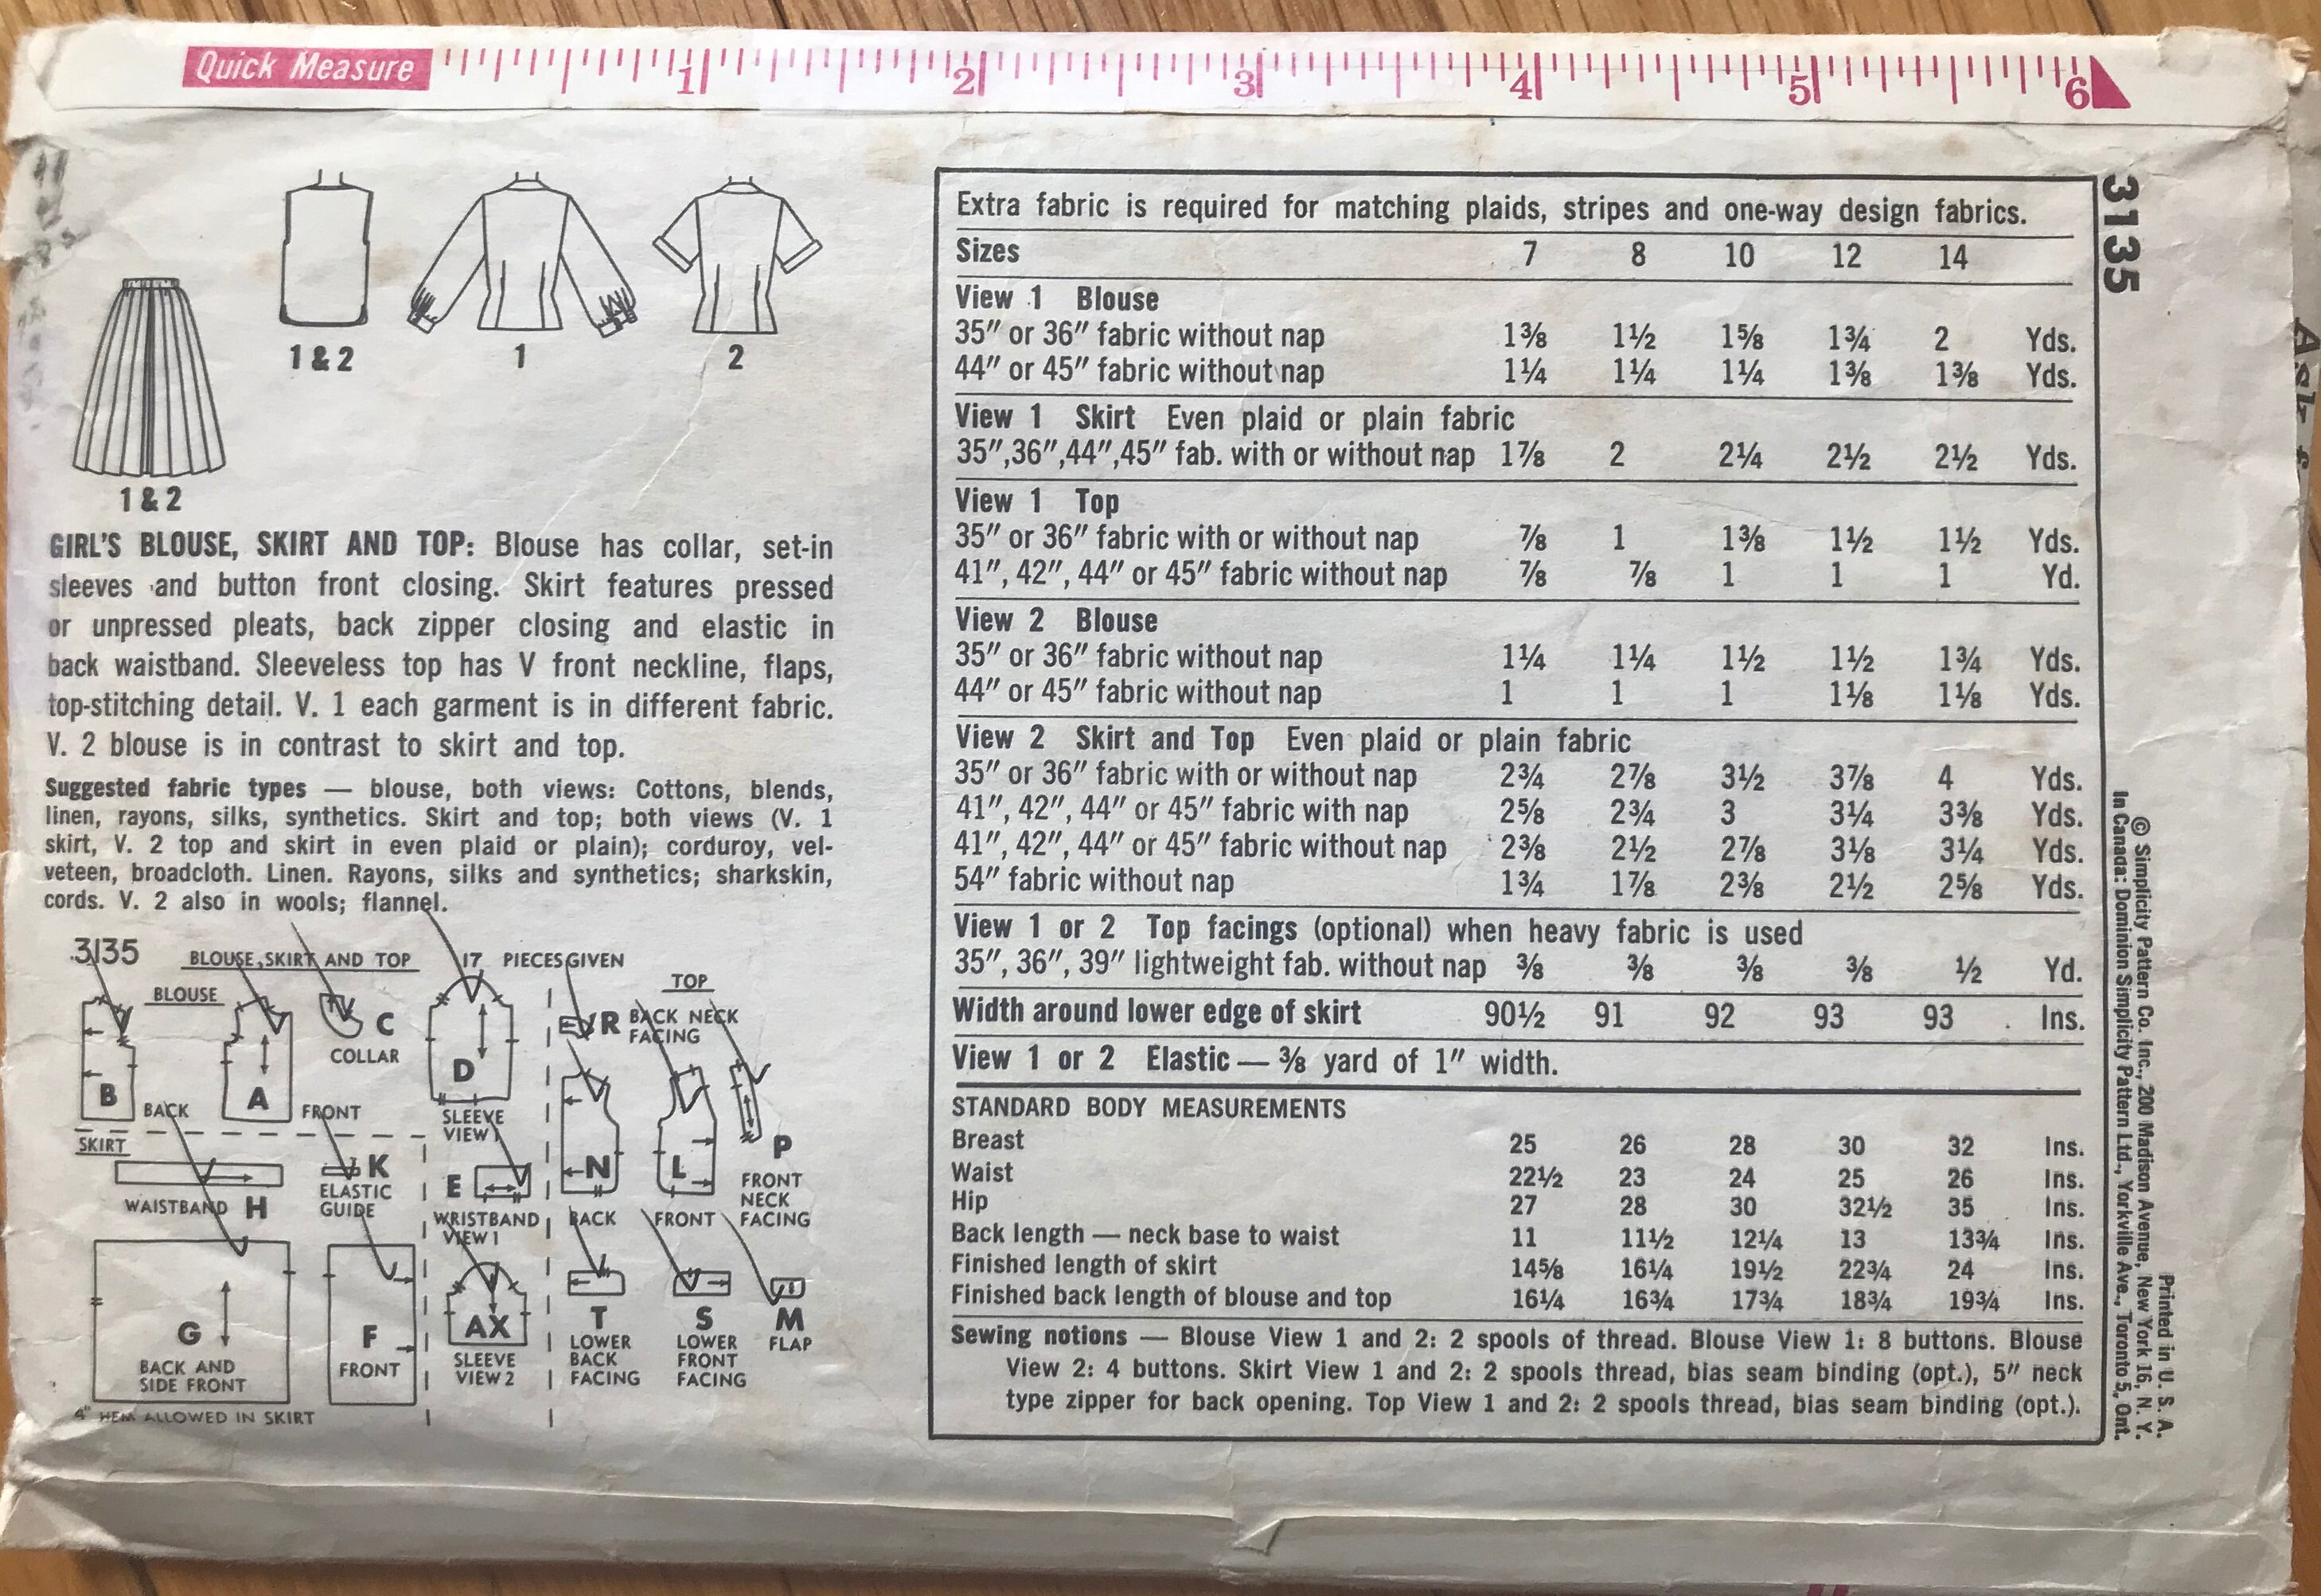 Quick Measure 1 2 3 4 5 6
1 & 2
1
2
1 & 2
GIRL'S BLOUSE, SKIRT AND TOP: Blouse has collar, set-in
sleeves and button front closing. Skirt features pressed
or unpressed pleats, back zipper closing and elastic in
back waistband. Sleeveless top has V front neckline, flaps,
top-stitching detail. V. 1 each garment is in different fabric.
V. 2 blouse is in contrast to skirt and top.
Suggested fabric types — blouse, both views: Cottons, blends,
linen, rayons, silks, synthetics. Skirt and top; both views (V. 1
skirt, V. 2 top and skirt in even plaid or plain); corduroy, vel-
veteen, broadcloth. Linen. Rayons, silks and synthetics; sharkskin,
cords. V. 2 also in wools; flannel.
3135 BLOUSE, SKIRT AND TOP 17 PIECES GIVEN
BLOUSE
TOP
B
BACK
A
FRONT
C
COLLAR
D
SLEEVE
VIEW 1
R BACK NECK
FACING
SKIRT
WAISTBAND H
K
ELASTIC
GUIDE
E
WRISTBAND
VIEW 1
N
BACK
L
FRONT
P
FRONT
NECK
FACING
G
BACK AND
SIDE FRONT
F
FRONT
AX
SLEEVE
VIEW 2
T
LOWER
BACK
FACING
S
LOWER
FRONT
FACING
M
FLAP
4" HEM ALLOWED IN SKIRT
Extra fabric is required for matching plaids, stripes and one-way design fabrics.
Sizes 7 8 10 12 14
View 1 Blouse
35" or 36" fabric without nap 1⅜ 1½ 1⅝ 1¾ 2 Yds.
44" or 45" fabric without nap 1¼ 1¼ 1¼ 1⅜ 1⅜ Yds.
View 1 Skirt Even plaid or plain fabric
35",36",44",45" fab. with or without nap 1⅞ 2 2¼ 2½ 2½ Yds.
View 1 Top
35" or 36" fabric with or without nap ⅞ 1 1⅜ 1½ 1½ Yds.
41", 42", 44" or 45" fabric without nap ⅞ ⅞ 1 1 1 Yd.
View 2 Blouse
35" or 36" fabric without nap 1¼ 1¼ 1½ 1½ 1¾ Yds.
44" or 45" fabric without nap 1 1 1 1⅛ 1⅛ Yds.
View 2 Skirt and Top Even plaid or plain fabric
35" or 36" fabric with or without nap 2¾ 2⅞ 3½ 3⅞ 4 Yds.
41", 42", 44" or 45" fabric with nap 2⅝ 2¾ 3 3¼ 3⅜ Yds.
41", 42", 44" or 45" fabric without nap 2⅜ 2½ 2⅞ 3⅛ 3¼ Yds.
54" fabric without nap 1¾ 1⅞ 2⅜ 2½ 2⅝ Yds.
View 1 or 2 Top facings (optional) when heavy fabric is used
35", 36", 39" lightweight fab. without nap ⅜ ⅜ ⅜ ⅜ ½ Yd.
Width around lower edge of skirt 90½ 91 92 93 93 Ins.
View 1 or 2 Elastic — ⅜ yard of 1" width.
STANDARD BODY MEASUREMENTS
Breast 25 26 28 30 32 Ins.
Waist 22½ 23 24 25 26 Ins.
Hip 27 28 30 32½ 35 Ins.
Back length — neck base to waist 11 11½ 12¼ 13 13¾ Ins.
Finished length of skirt 14⅝ 16¼ 19½ 22¾ 24 Ins.
Finished back length of blouse and top 16¼ 16¾ 17¾ 18¾ 19¾ Ins.
Sewing notions — Blouse View 1 and 2: 2 spools of thread. Blouse View 1: 8 buttons. Blouse
View 2: 4 buttons. Skirt View 1 and 2: 2 spools thread, bias seam binding (opt.), 5" neck
type zipper for back opening. Top View 1 and 2: 2 spools thread, bias seam binding (opt.).
3135
© Simplicity Pattern Co. Inc., 200 Madison Avenue, New York 16, N. Y.
In Canada: Dominion Simplicity Pattern Ltd., Yorkville Ave., Toronto 5, Ont.
Printed in U. S. A.